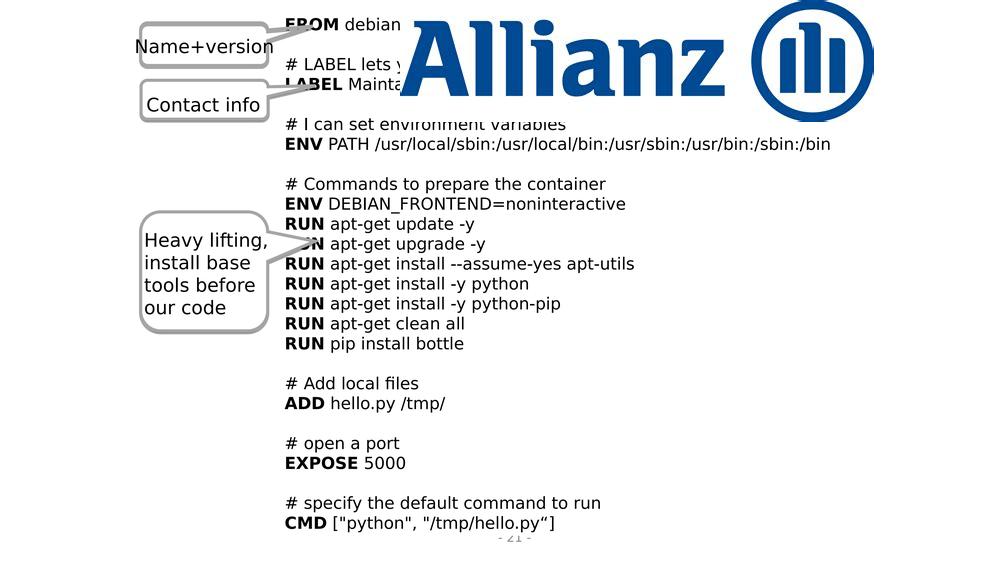 Name+version
Contact info
Heavy lifting,
install base
tools before
our code
FROM debian
# LABEL lets
LABEL
Allianz
# I can set environment variables
ENV PATH /usr/local/sbin:/usr/local/bin:/usr/sbin:/usr/bin:/sbin:/bin
# Commands to prepare the container
ENV DEBIAN_FRONTEND=noninteractive
RUN apt-get update -y
RUN apt-get upgrade -y
RUN apt-get install --assume-yes apt-utils
RUN apt-get install -y python
RUN apt-get install -y python-pip
RUN apt-get clean all
RUN pip install bottle
# Add local files
ADD hello.py /tmp/
# open a port
EXPOSE 5000
# specify the default command to run
CMD ["python", "/tmp/hello.py“]
- 21 -